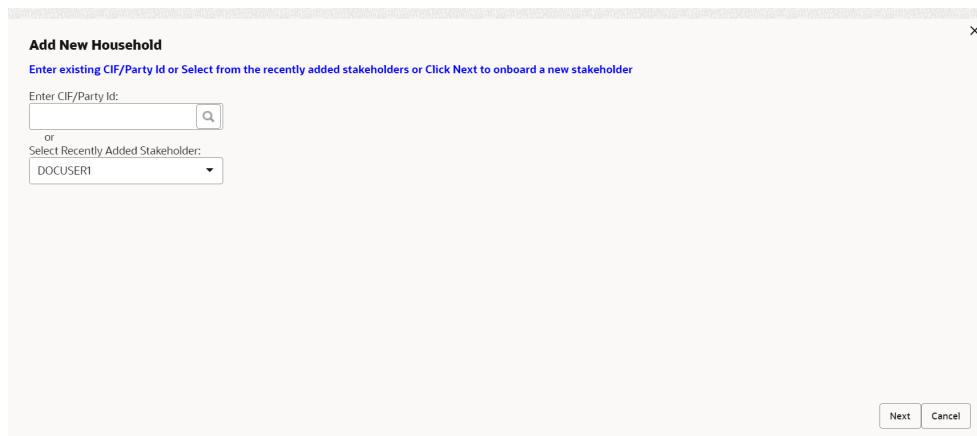 Add New Household
Enter existing CIF/Party Id or Select from the recently added stakeholders or Click Next to onboard a new stakeholder
Enter CIF/Party Id:
or
Select Recently Added Stakeholder:
DOCUSER1
Next Cancel